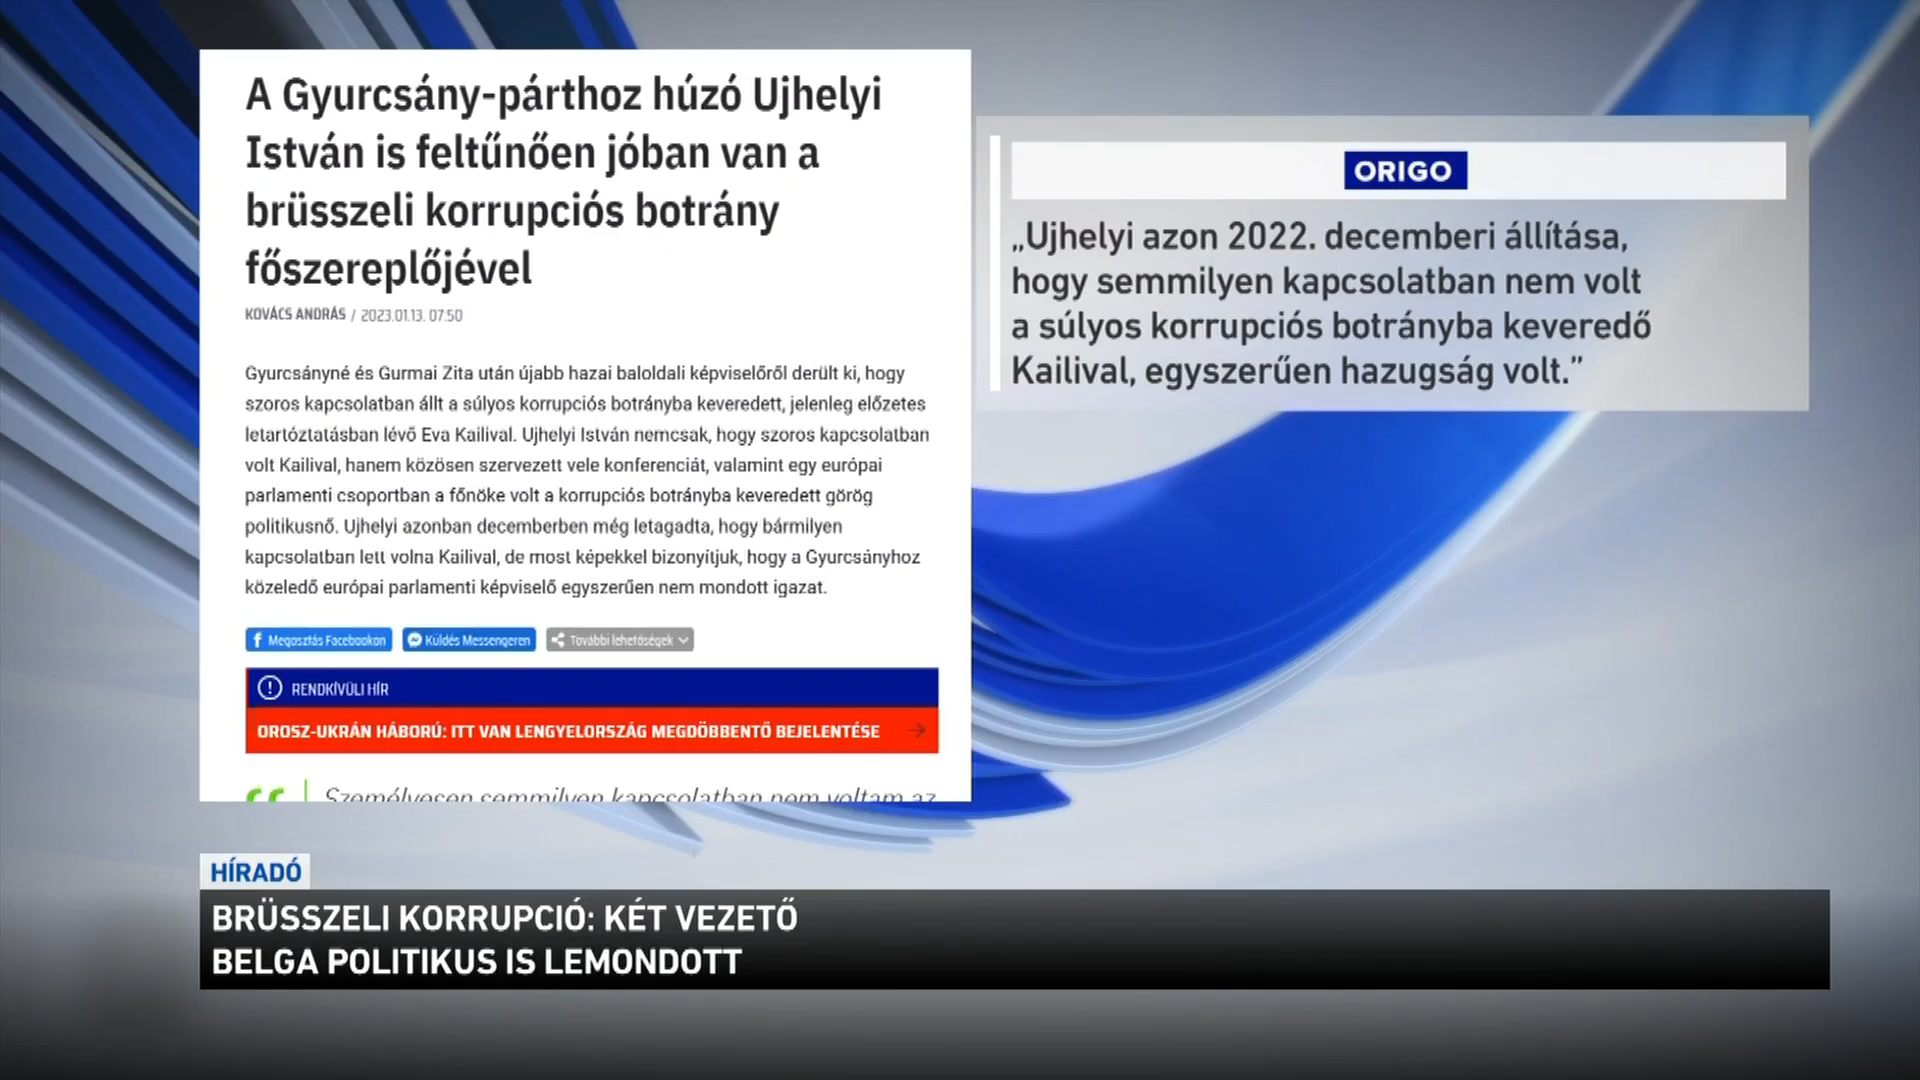 A Gyurcsány-párthoz húzó Ujhelyi
István is feltűnően jóban van a
brüsszeli korrupciós botrány
főszereplőjével
KOVÁCS ANDRÁS / 2023.01.13. 07:50
Gyurcsányné és Gurmai Zita után újabb hazai baloldali képviselőről derült ki, hogy
szoros kapcsolatban állt a súlyos korrupciós botrányba keveredett, jelenleg előzetes
letartóztatásban lévő Eva Kailival. Ujhelyi István nemcsak, hogy szoros kapcsolatban
volt Kailival, hanem közösen szervezett vele konferenciát, valamint egy európai
parlamenti csoportban a főnöke volt a korrupciós botrányba keveredett görög
politikusnő. Ujhelyi azonban decemberben még letagadta, hogy bármilyen
kapcsolatban lett volna Kailival, de most képekkel bizonyítjuk, hogy a Gyurcsányhoz
közeledő európai parlamenti képviselő egyszerűen nem mondott igazat.
Megosztás Facebookon Küldés Messengeren További lehetőségek
RENDKÍVÜLI HÍR
OROSZ-UKRÁN HÁBORÚ: ITT VAN LENGYELORSZÁG MEGDÖBBENTŐ BEJELENTÉSE
Személyesen semmilyen kapcsolatban nem voltam az
ORIGO
„Ujhelyi azon 2022. decemberi állítása,
hogy semmilyen kapcsolatban nem volt
a súlyos korrupciós botrányba keveredő
Kailival, egyszerűen hazugság volt.”
HÍRADÓ
BRÜSSZELI KORRUPCIÓ: KÉT VEZETŐ
BELGA POLITIKUS IS LEMONDOTT